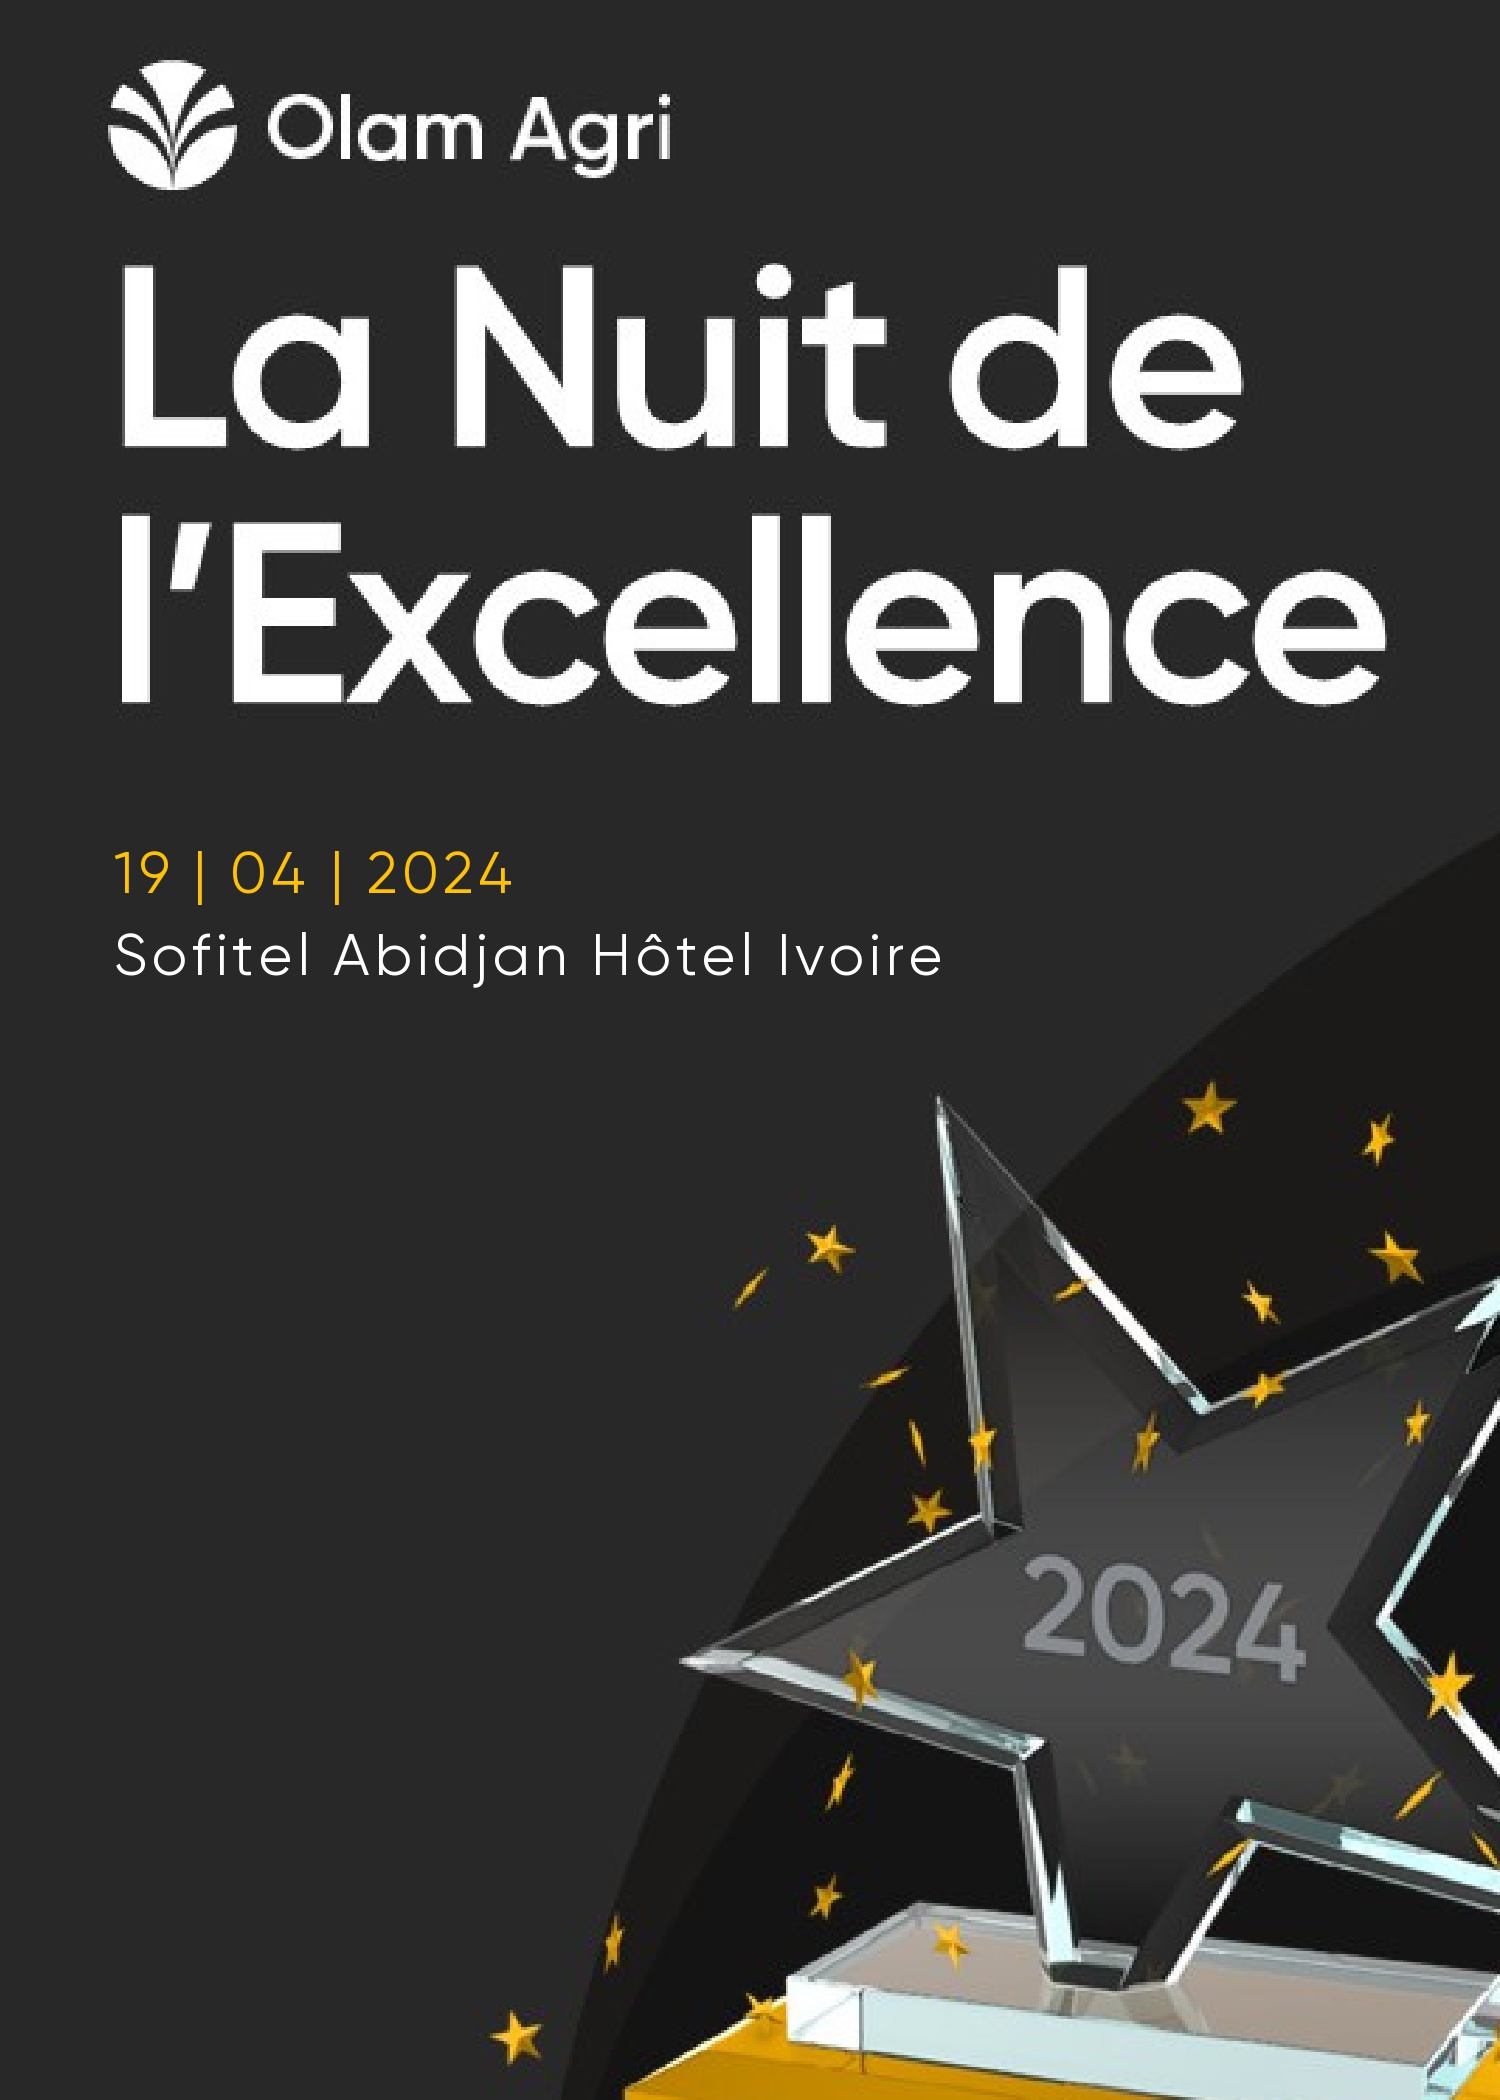 Olam Agri
La Nuit de
l'Excellence
19 | 04 | 2024
Sofitel Abidjan Hôtel Ivoire
2024